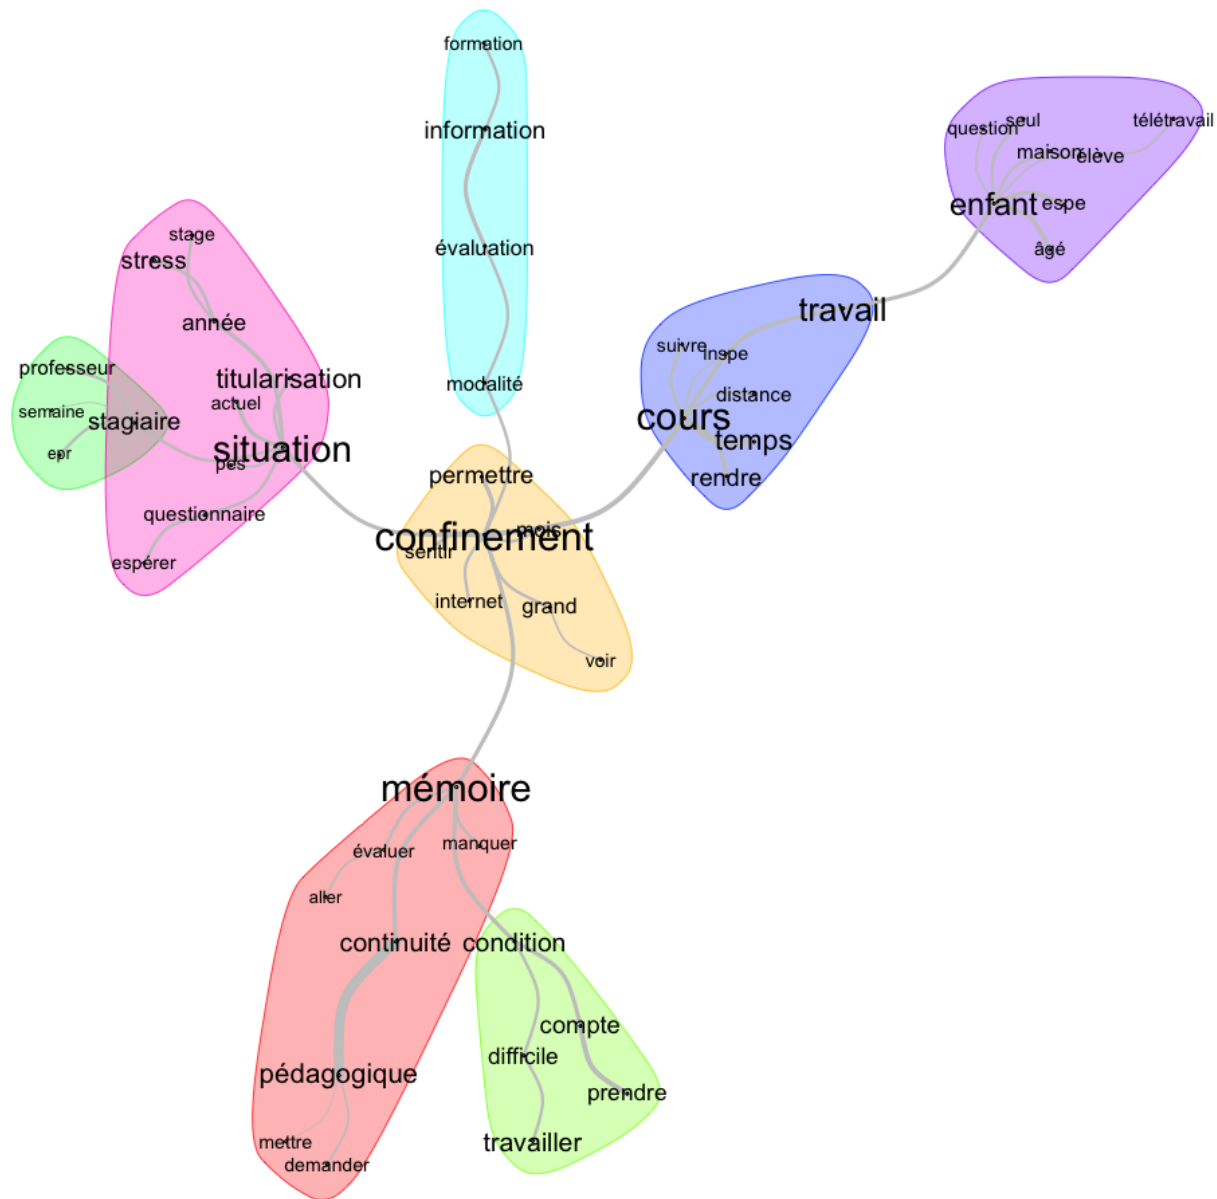 formation
information
évaluation
modalité
question
seul
télétravail
maison
élève
enfant
espe
âgé
travail
suivre
inspe
distance
cours
temps
rendre
stage
stress
année
titularisation
actuel
situation
pes
questionnaire
espérer
professeur
semaine
stagiaire
epr
permettre
mois
confinement
sentir
internet
grand
voir
mémoire
évaluer
manquer
aller
continuité
pédagogique
mettre
demander
condition
compte
difficile
prendre
travailler